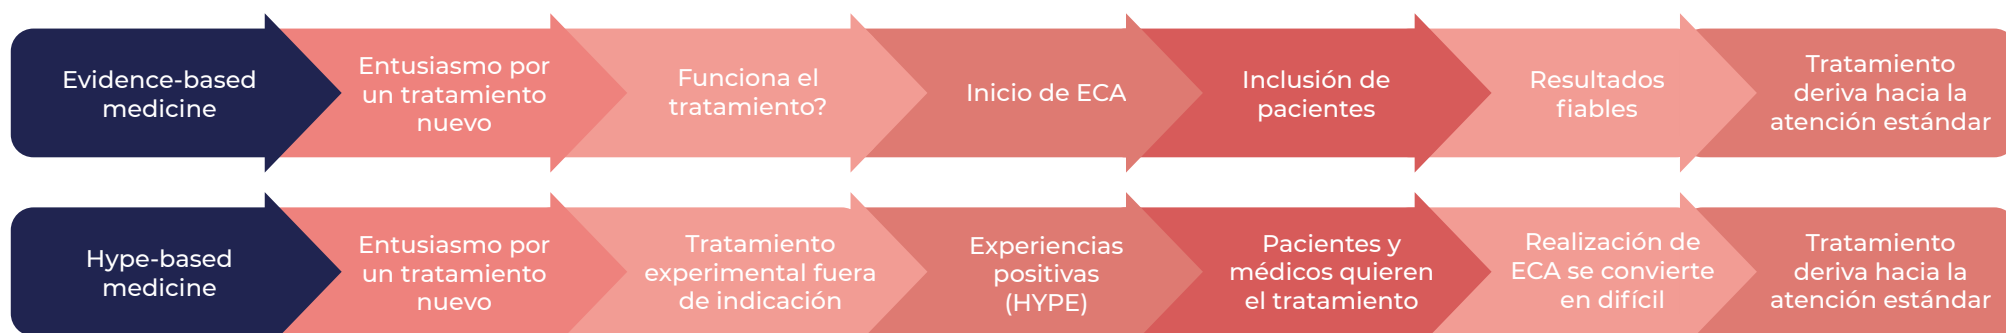 Evidence-based
medicine
Entusiasmo por
un tratamiento
nuevo
Funciona el
tratamiento?
Inicio de ECA
Inclusión de
pacientes
Resultados
fiables
Tratamiento
deriva hacia la
atención estándar
Hype-based
medicine
Entusiasmo por
un tratamiento
nuevo
Tratamiento
experimental fuera
de indicación
Experiencias
positivas
(HYPE)
Pacientes y
médicos quieren
el tratamiento
Realización de
ECA se convierte
en difícil
Tratamiento
deriva hacia la
atención estándar